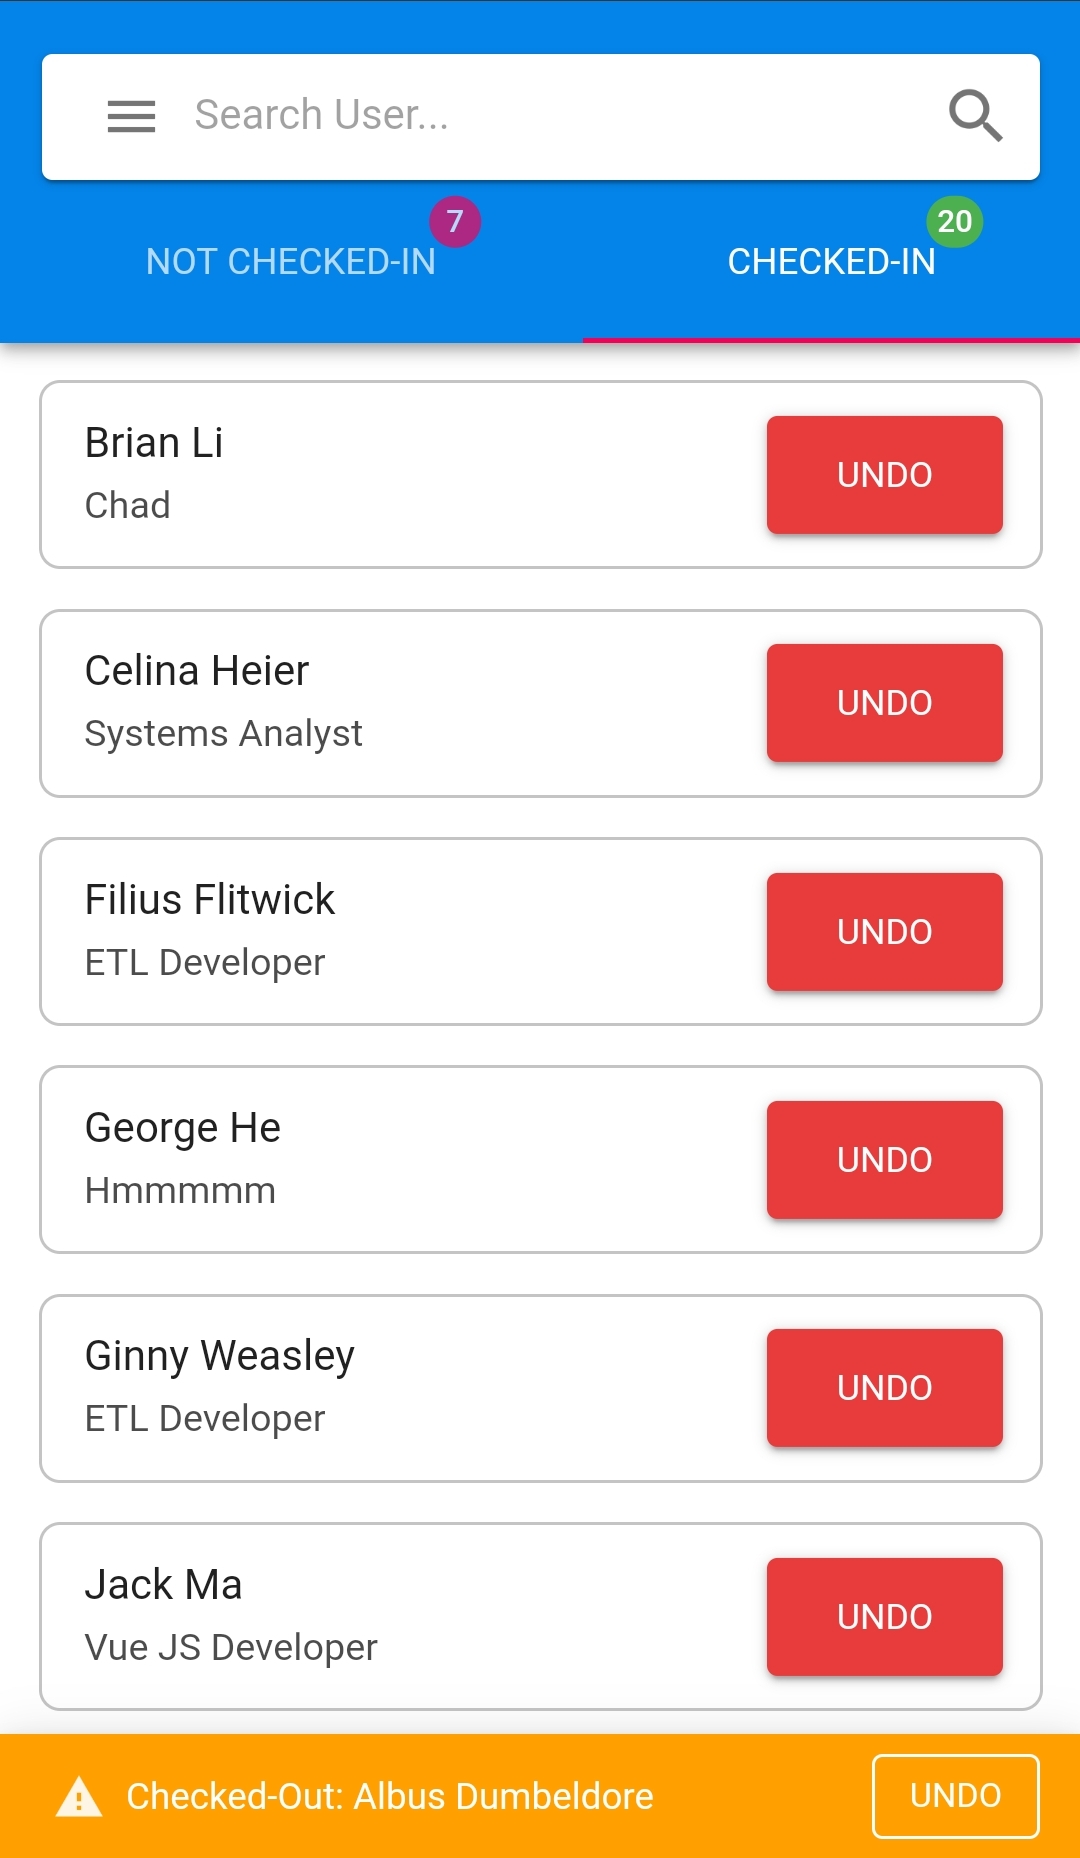 Search User...
NOT CHECKED-IN 7
CHECKED-IN 20
Brian Li
Chad
UNDO
Celina Heier
Systems Analyst
UNDO
Filius Flitwick
ETL Developer
UNDO
George He
Hmmmmm
UNDO
Ginny Weasley
ETL Developer
UNDO
Jack Ma
Vue JS Developer
UNDO
Checked-Out: Albus Dumbeldore
UNDO